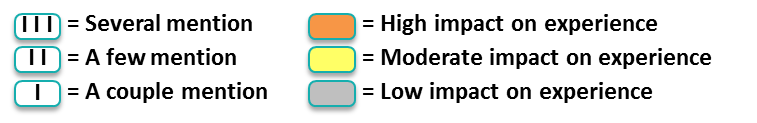 I I I = Several mention = High impact on experience
I I = A few mention = Moderate impact on experience
I = A couple mention = Low impact on experience